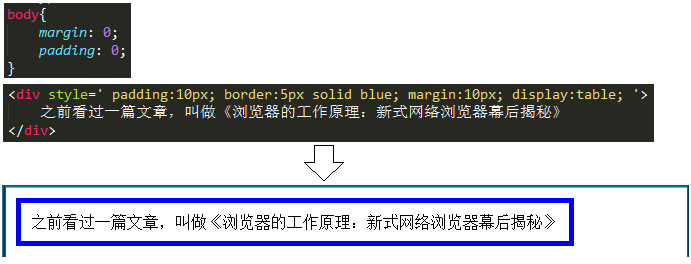 body{
margin: 0;
padding: 0;
}
<div style=' padding:10px; border:5px solid blue; margin:10px; display:table; '>
之前看过一篇文章，叫做《浏览器的工作原理：新式网络浏览器幕后揭秘》
</div>
之前看过一篇文章，叫做《浏览器的工作原理：新式网络浏览器幕后揭秘》